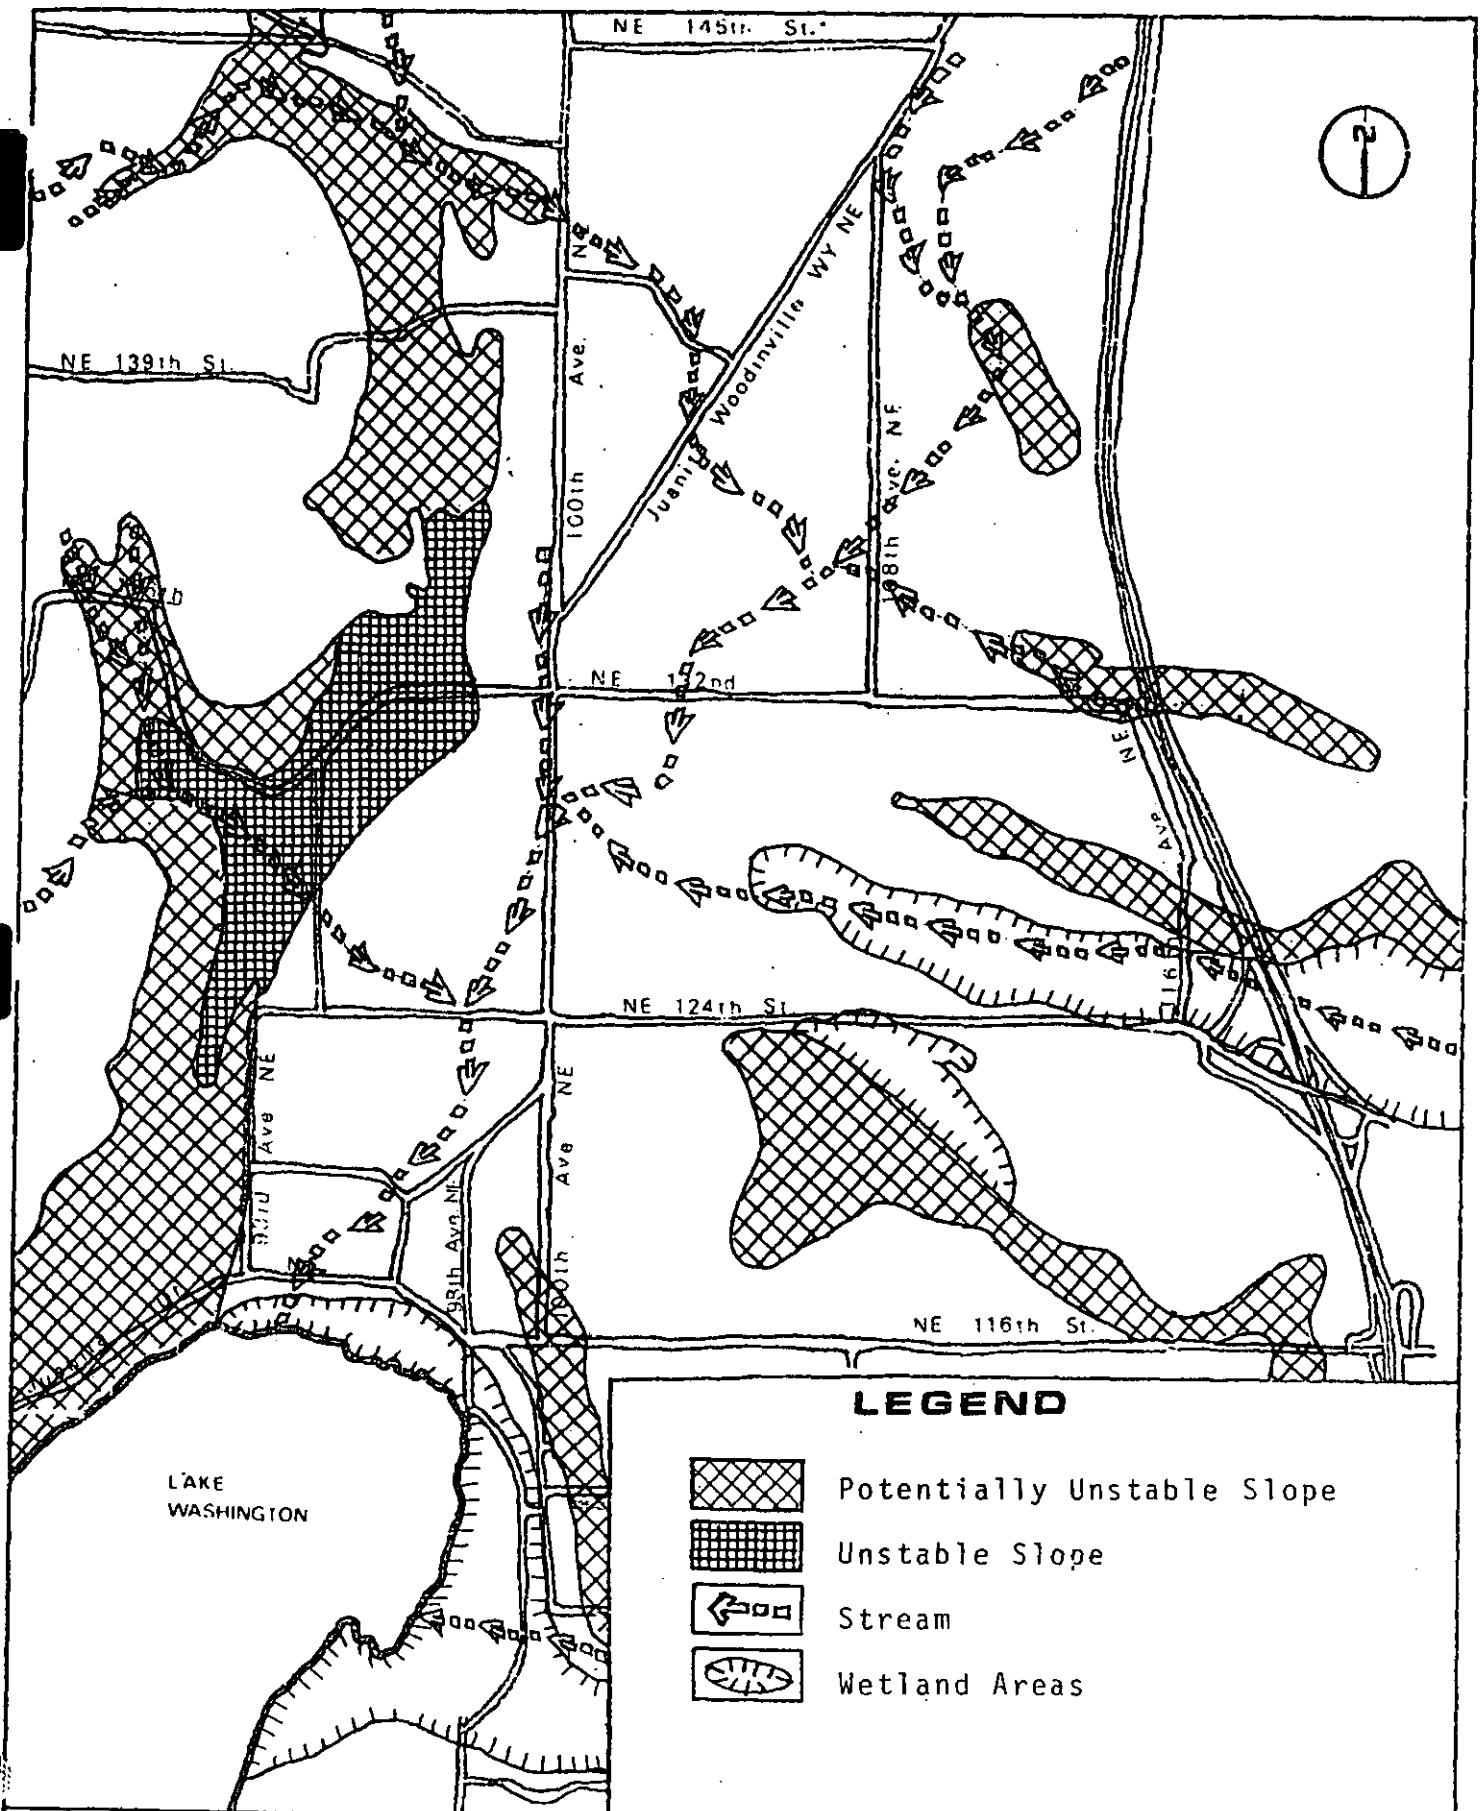 NE 145th St.
NE 139th St.
NE
100th Ave.
Juanita Woodinville WY NE
108th Ave. NE
NE 132nd
NE
Ave
116th
NE 124th St.
Ave NE
93rd
98th Ave NE
100th Ave NE
NE 116th St.
LAKE
WASHINGTON
LEGEND
Potentially Unstable Slope
Unstable Slope
Stream
Wetland Areas